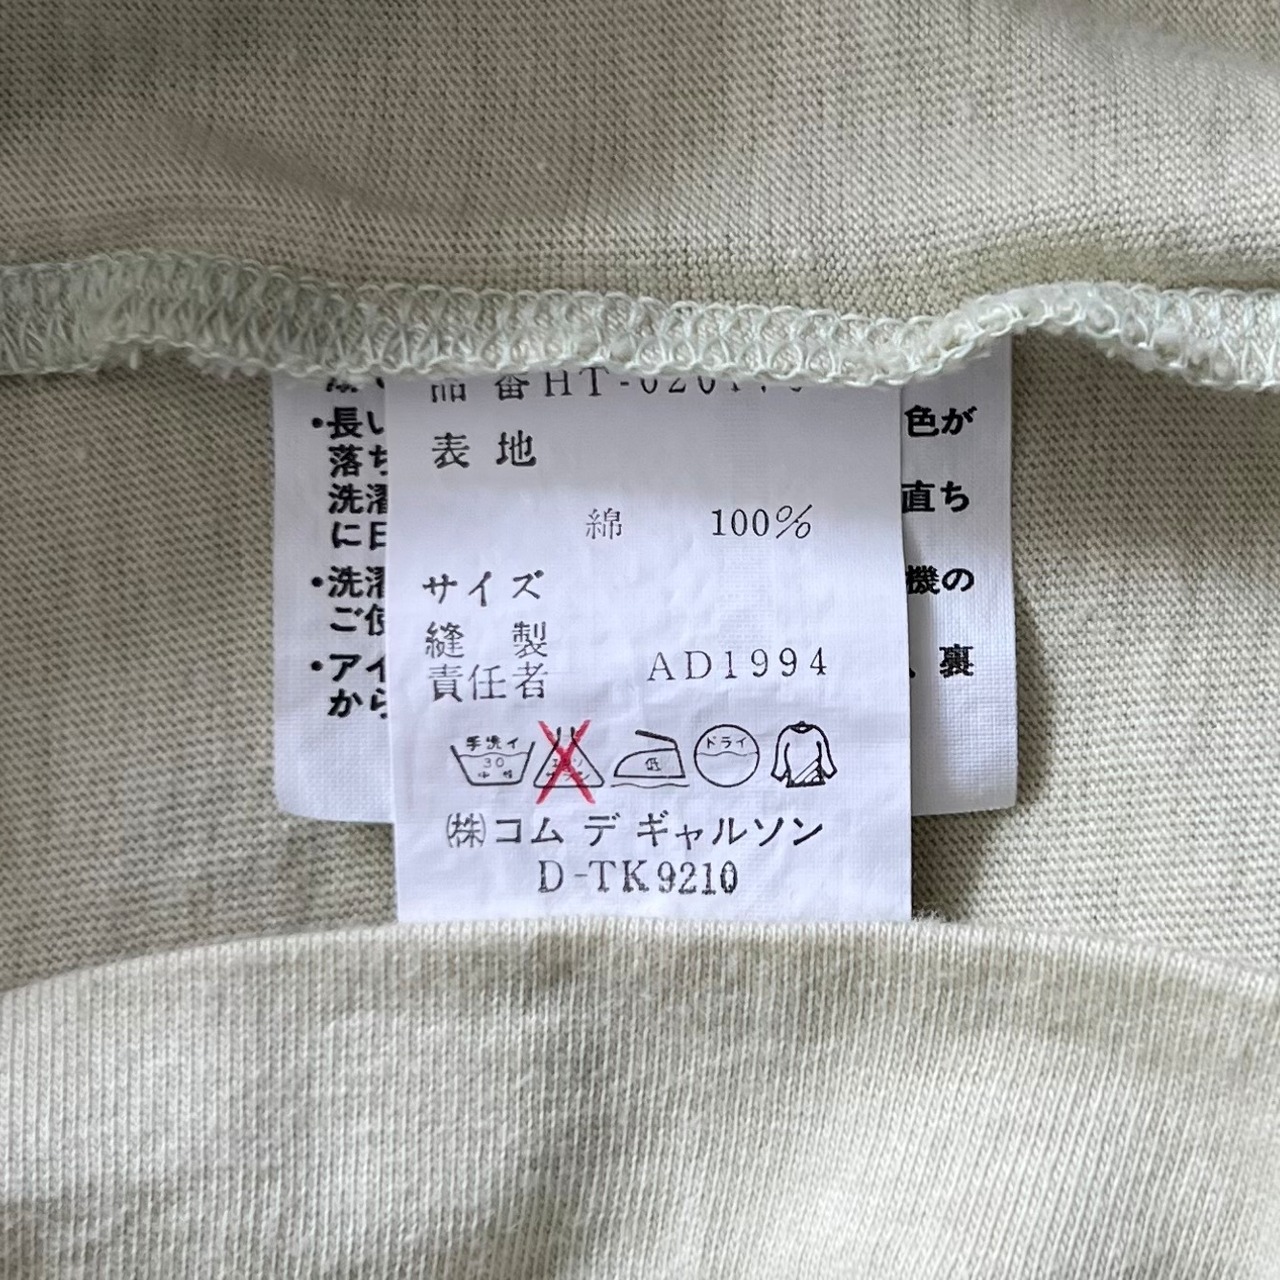 品番HT-020
表地
綿 100%
サイズ
縫製
責任者 AD1994
手洗イ
30
中性
低
ドライ
㈱コムデギャルソン
D-TK9210
・長い
落ち
洗濯
に日
・洗濯
ご使
・アイ
から
色が
直ち
機の
、裏